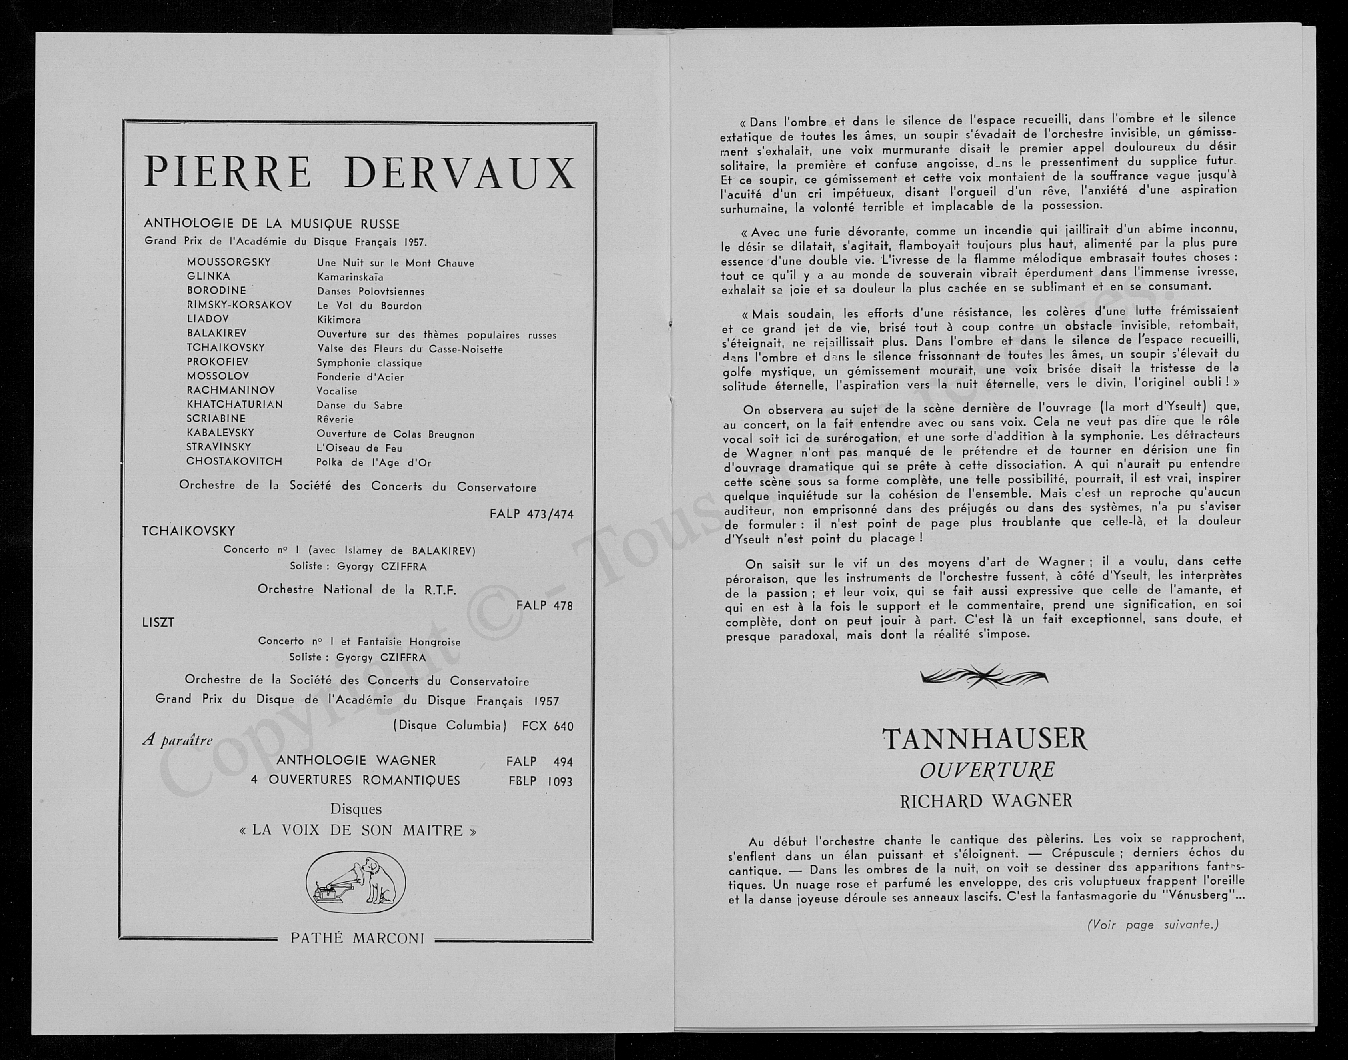 PIERRE DERVAUX
ANTHOLOGIE DE LA MUSIQUE RUSSE
Grand Prix de l'Académie du Disque Français 1957.
MOUSSORGSKY Une Nuit sur le Mont Chauve
GLINKA Kamarinskaïa
BORODINE Danses Polovtsiennes
RIMSKY-KORSAKOV Le Vol du Bourdon
LIADOV Kikimora
BALAKIREV Ouverture sur des thèmes populaires russes
TCHAIKOVSKY Valse des Fleurs du Casse-Noisette
PROKOFIEV Symphonie classique
MOSSOLOV Fonderie d'Acier
RACHMANINOV Vocalise
KHATCHATURIAN Danse du Sabre
SCRIABINE Rêverie
KABALEVSKY Ouverture de Colas Breugnon
STRAVINSKY L'Oiseau de Feu
CHOSTAKOVITCH Polka de l'Age d'Or
Orchestre de la Société des Concerts du Conservatoire
FALP 473/474
TCHAIKOVSKY
Concerto nº 1 (avec Islamey de BALAKIREV)
Soliste : Gyorgy CZIFFRA
Orchestre National de la R.T.F.
FALP 478
LISZT
Concerto nº 1 et Fantaisie Hongroise
Soliste : Gyorgy CZIFFRA
Orchestre de la Société des Concerts du Conservatoire
Grand Prix du Disque de l'Académie du Disque Français 1957
(Disque Columbia) FCX 640
A paraître
ANTHOLOGIE WAGNER FALP 494
4 OUVERTURES ROMANTIQUES FBLP 1093
Disques
« LA VOIX DE SON MAITRE »
PATHÉ MARCONI
« Dans l'ombre et dans le silence de l'espace recueilli, dans l'ombre et le silence
extatique de toutes les âmes, un soupir s'évadait de l'orchestre invisible, un gémisse-
ment s'exhalait, une voix murmurante disait le premier appel douloureux du désir
solitaire, la première et confuse angoisse, dans le pressentiment du supplice futur.
Et ce soupir, ce gémissement et cette voix montaient de la souffrance vague jusqu'à
l'acuité d'un cri impétueux, disant l'orgueil d'un rêve, l'anxiété d'une aspiration
surhumaine, la volonté terrible et implacable de la possession.
« Avec une furie dévorante, comme un incendie qui jaillirait d'un abime inconnu,
le désir se dilatait, s'agitait, flamboyait toujours plus haut, alimenté par la plus pure
essence d'une double vie. L'ivresse de la flamme mélodique embrasait toutes choses :
tout ce qu'il y a au monde de souverain vibrait éperdument dans l'immense ivresse,
exhalait sa joie et sa douleur la plus cachée en se sublimant et en se consumant.
« Mais soudain, les efforts d'une résistance, les colères d'une lutte frémissaient
et ce grand jet de vie, brisé tout à coup contre un obstacle invisible, retombait,
s'éteignait, ne rejaillissait plus. Dans l'ombre et dans le silence de l'espace recueilli,
dans l'ombre et dans le silence frissonnant de toutes les âmes, un soupir s'élevait du
golfe mystique, un gémissement mourait, une voix brisée disait la tristesse de la
solitude éternelle, l'aspiration vers la nuit éternelle, vers le divin, l'originel oubli ! »
On observera au sujet de la scène dernière de l'ouvrage (la mort d'Yseult) que,
au concert, on la fait entendre avec ou sans voix. Cela ne veut pas dire que le rôle
vocal soit ici de surérogation, et une sorte d'addition à la symphonie. Les détracteurs
de Wagner n'ont pas manqué de le prétendre et de tourner en dérision une fin
d'ouvrage dramatique qui se prête à cette dissociation. A qui n'aurait pu entendre
cette scène sous sa forme complète, une telle possibilité, pourrait, il est vrai, inspirer
quelque inquiétude sur la cohésion de l'ensemble. Mais c'est un reproche qu'aucun
auditeur, non emprisonné dans des préjugés ou dans des systèmes, n'a pu s'aviser
de formuler : il n'est point de page plus troublante que celle-là, et la douleur
d'Yseult n'est point du placage !
On saisit sur le vif un des moyens d'art de Wagner ; il a voulu, dans cette
péroraison, que les instruments de l'orchestre fussent, à côté d'Yseult, les interprètes
de la passion ; et leur voix, qui se fait aussi expressive que celle de l'amante, et
qui en est à la fois le support et le commentaire, prend une signification, en soi
complète, dont on peut jouir à part. C'est là un fait exceptionnel, sans doute, et
presque paradoxal, mais dont la réalité s'impose.
TANNHAUSER
OUVERTURE
RICHARD WAGNER
Au début l'orchestre chante le cantique des pèlerins. Les voix se rapprochent,
s'enflent dans un élan puissant et s'éloignent. — Crépuscule ; derniers échos du
cantique. — Dans les ombres de la nuit, on voit se dessiner des apparitions fantas-
tiques. Un nuage rose et parfumé les enveloppe, des cris voluptueux frappent l'oreille
et la danse joyeuse déroule ses anneaux lascifs. C'est la fantasmagorie du "Vénusberg"...
(Voir page suivante.)
Copyright © - Tous